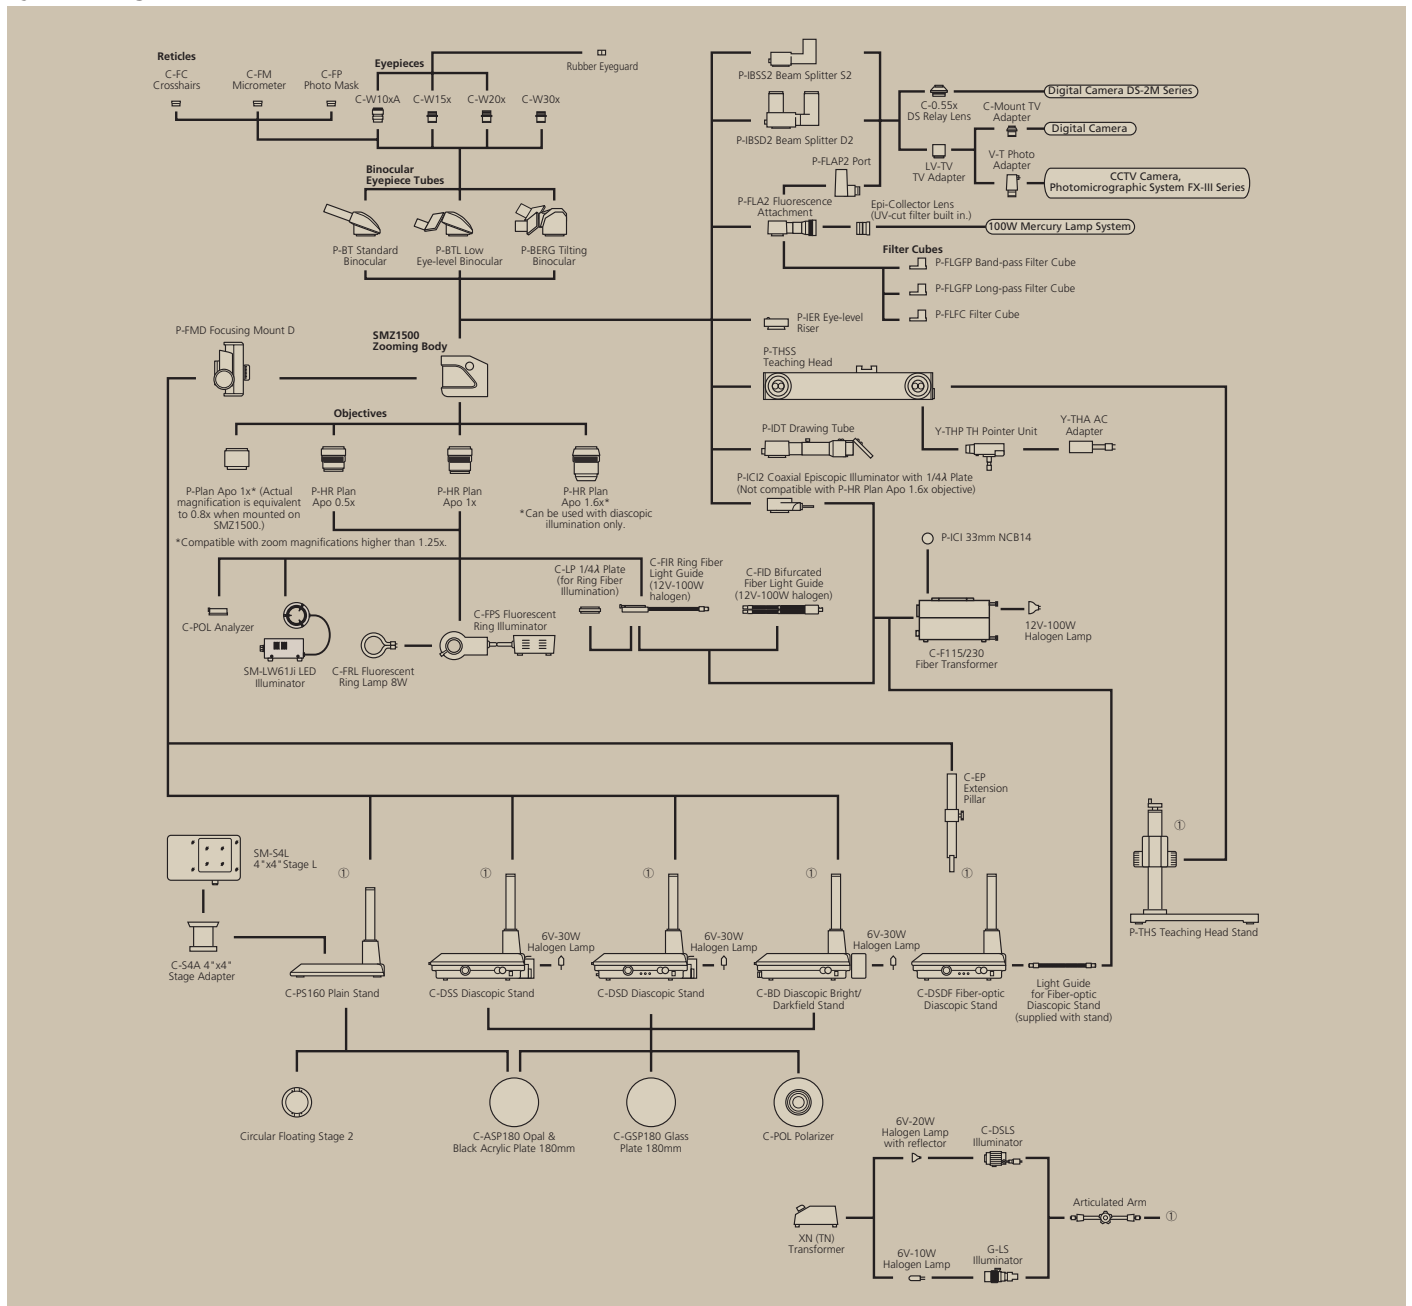 Reticles
C-FC
Crosshairs
C-FM
Micrometer
C-FP
Photo Mask
Eyepieces
Rubber Eyeguard
C-W10xA
C-W15x
C-W20x
C-W30x
Binocular
Eyepiece Tubes
P-BT Standard
Binocular
P-BTL Low
Eye-level Binocular
P-BERG Tilting
Binocular
P-IBSS2 Beam Splitter S2
P-IBSD2 Beam Splitter D2
C-0.55x
DS Relay Lens
Digital Camera DS-2M Series
C-Mount TV
Adapter
Digital Camera
LV-TV
TV Adapter
V-T Photo
Adapter
CCTV Camera,
Photomicrographic System FX-III Series
P-FLAP2 Port
P-FLA2 Fluorescence
Attachment
Epi-Collector Lens
(UV-cut filter built in.)
100W Mercury Lamp System
Filter Cubes
P-FLGFP Band-pass Filter Cube
P-FLGFP Long-pass Filter Cube
P-FLFC Filter Cube
P-IER Eye-level
Riser
P-FMD Focusing Mount D
SMZ1500
Zooming Body
P-THSS
Teaching Head
Y-THP TH Pointer Unit
Y-THA AC
Adapter
P-IDT Drawing Tube
P-ICI2 Coaxial Episcopic Illuminator with 1/4λ Plate
(Not compatible with P-HR Plan Apo 1.6x objective)
Objectives
P-Plan Apo 1x* (Actual
magnification is equivalent
to 0.8x when mounted on
SMZ1500.)
P-HR Plan
Apo 0.5x
P-HR Plan
Apo 1x
P-HR Plan
Apo 1.6x*
*Can be used with diascopic
illumination only.
*Compatible with zoom magnifications higher than 1.25x.
P-ICI 33mm NCB14
C-POL Analyzer
SM-LW61Ji LED
Illuminator
C-FRL Fluorescent
Ring Lamp 8W
C-FPS Fluorescent
Ring Illuminator
C-LP 1/4λ Plate
(for Ring Fiber
Illumination)
C-FIR Ring Fiber
Light Guide
(12V-100W
halogen)
C-FID Bifurcated
Fiber Light Guide
(12V-100W halogen)
C-F115/230
Fiber Transformer
12V-100W
Halogen Lamp
C-EP
Extension
Pillar
①
P-THS Teaching Head Stand
SM-S4L
4"x4"Stage L
C-S4A 4"x4"
Stage Adapter
①
C-PS160 Plain Stand
①
C-DSS Diascopic Stand
6V-30W
Halogen Lamp
①
C-DSD Diascopic Stand
6V-30W
Halogen Lamp
①
C-BD Diascopic Bright/
Darkfield Stand
6V-30W
Halogen Lamp
①
C-DSDF Fiber-optic
Diascopic Stand
Light Guide
for Fiber-optic
Diascopic Stand
(supplied with stand)
Circular Floating Stage 2
C-ASP180 Opal &
Black Acrylic Plate 180mm
C-GSP180 Glass
Plate 180mm
C-POL Polarizer
6V-20W
Halogen Lamp
with reflector
C-DSLS
Illuminator
XN (TN)
Transformer
6V-10W
Halogen Lamp
G-LS
Illuminator
Articulated Arm
①